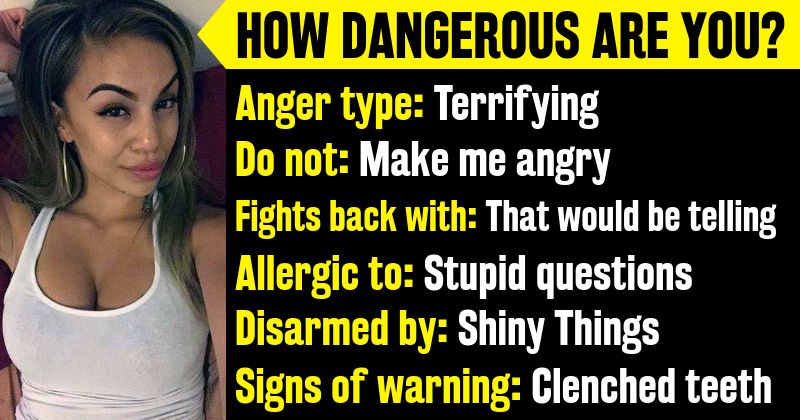 HOW DANGEROUS ARE YOU?
Anger type: Terrifying
Do not: Make me angry
Fights back with: That would be telling
Allergic to: Stupid questions
Disarmed by: Shiny Things
Signs of warning: Clenched teeth